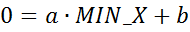 0 = a · MIN_X + b